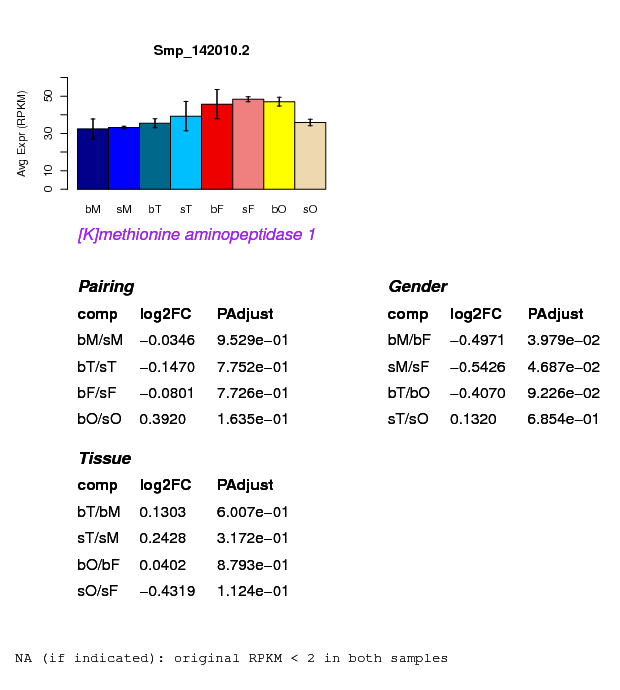 Smp_142010.2
Avg Expr (RPKM)
0 10 30 50
bM sM bT sT bF sF bO sO
[K]methionine aminopeptidase 1
Pairing
comp log2FC PAdjust
bM/sM −0.0346 9.529e−01
bT/sT −0.1470 7.752e−01
bF/sF −0.0801 7.726e−01
bO/sO 0.3920 1.635e−01
Gender
comp log2FC PAdjust
bM/bF −0.4971 3.979e−02
sM/sF −0.5426 4.687e−02
bT/bO −0.4070 9.226e−02
sT/sO 0.1320 6.854e−01
Tissue
comp log2FC PAdjust
bT/bM 0.1303 6.007e−01
sT/sM 0.2428 3.172e−01
bO/bF 0.0402 8.793e−01
sO/sF −0.4319 1.124e−01
NA (if indicated): original RPKM < 2 in both samples